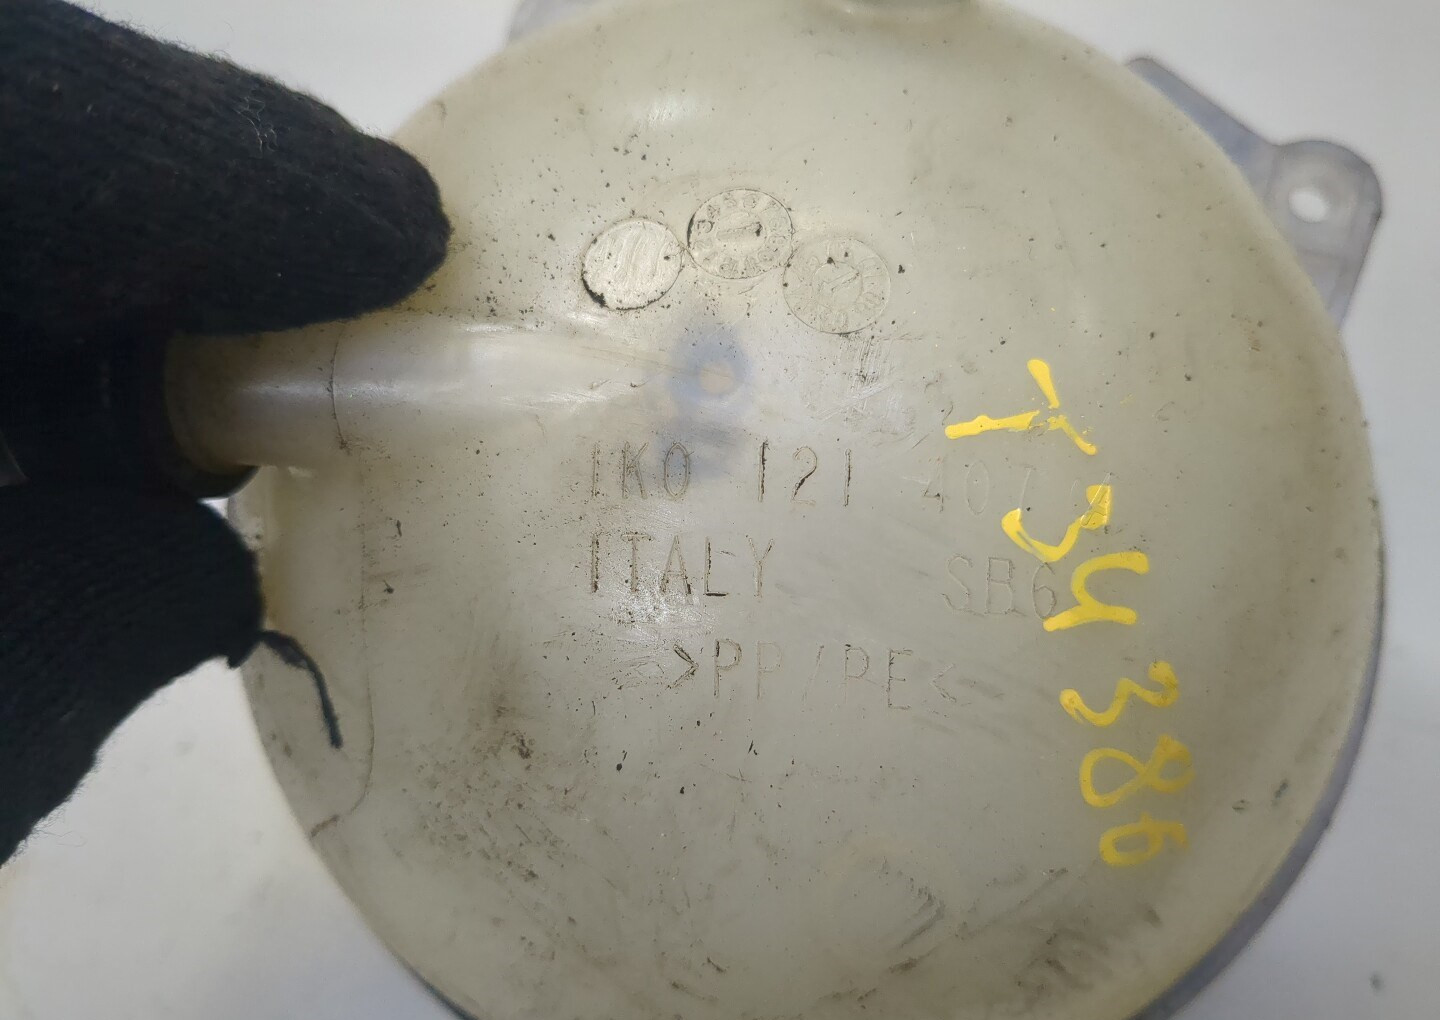 1K0 121 407 A
ITALY SB6
>PP/PE<
T34386